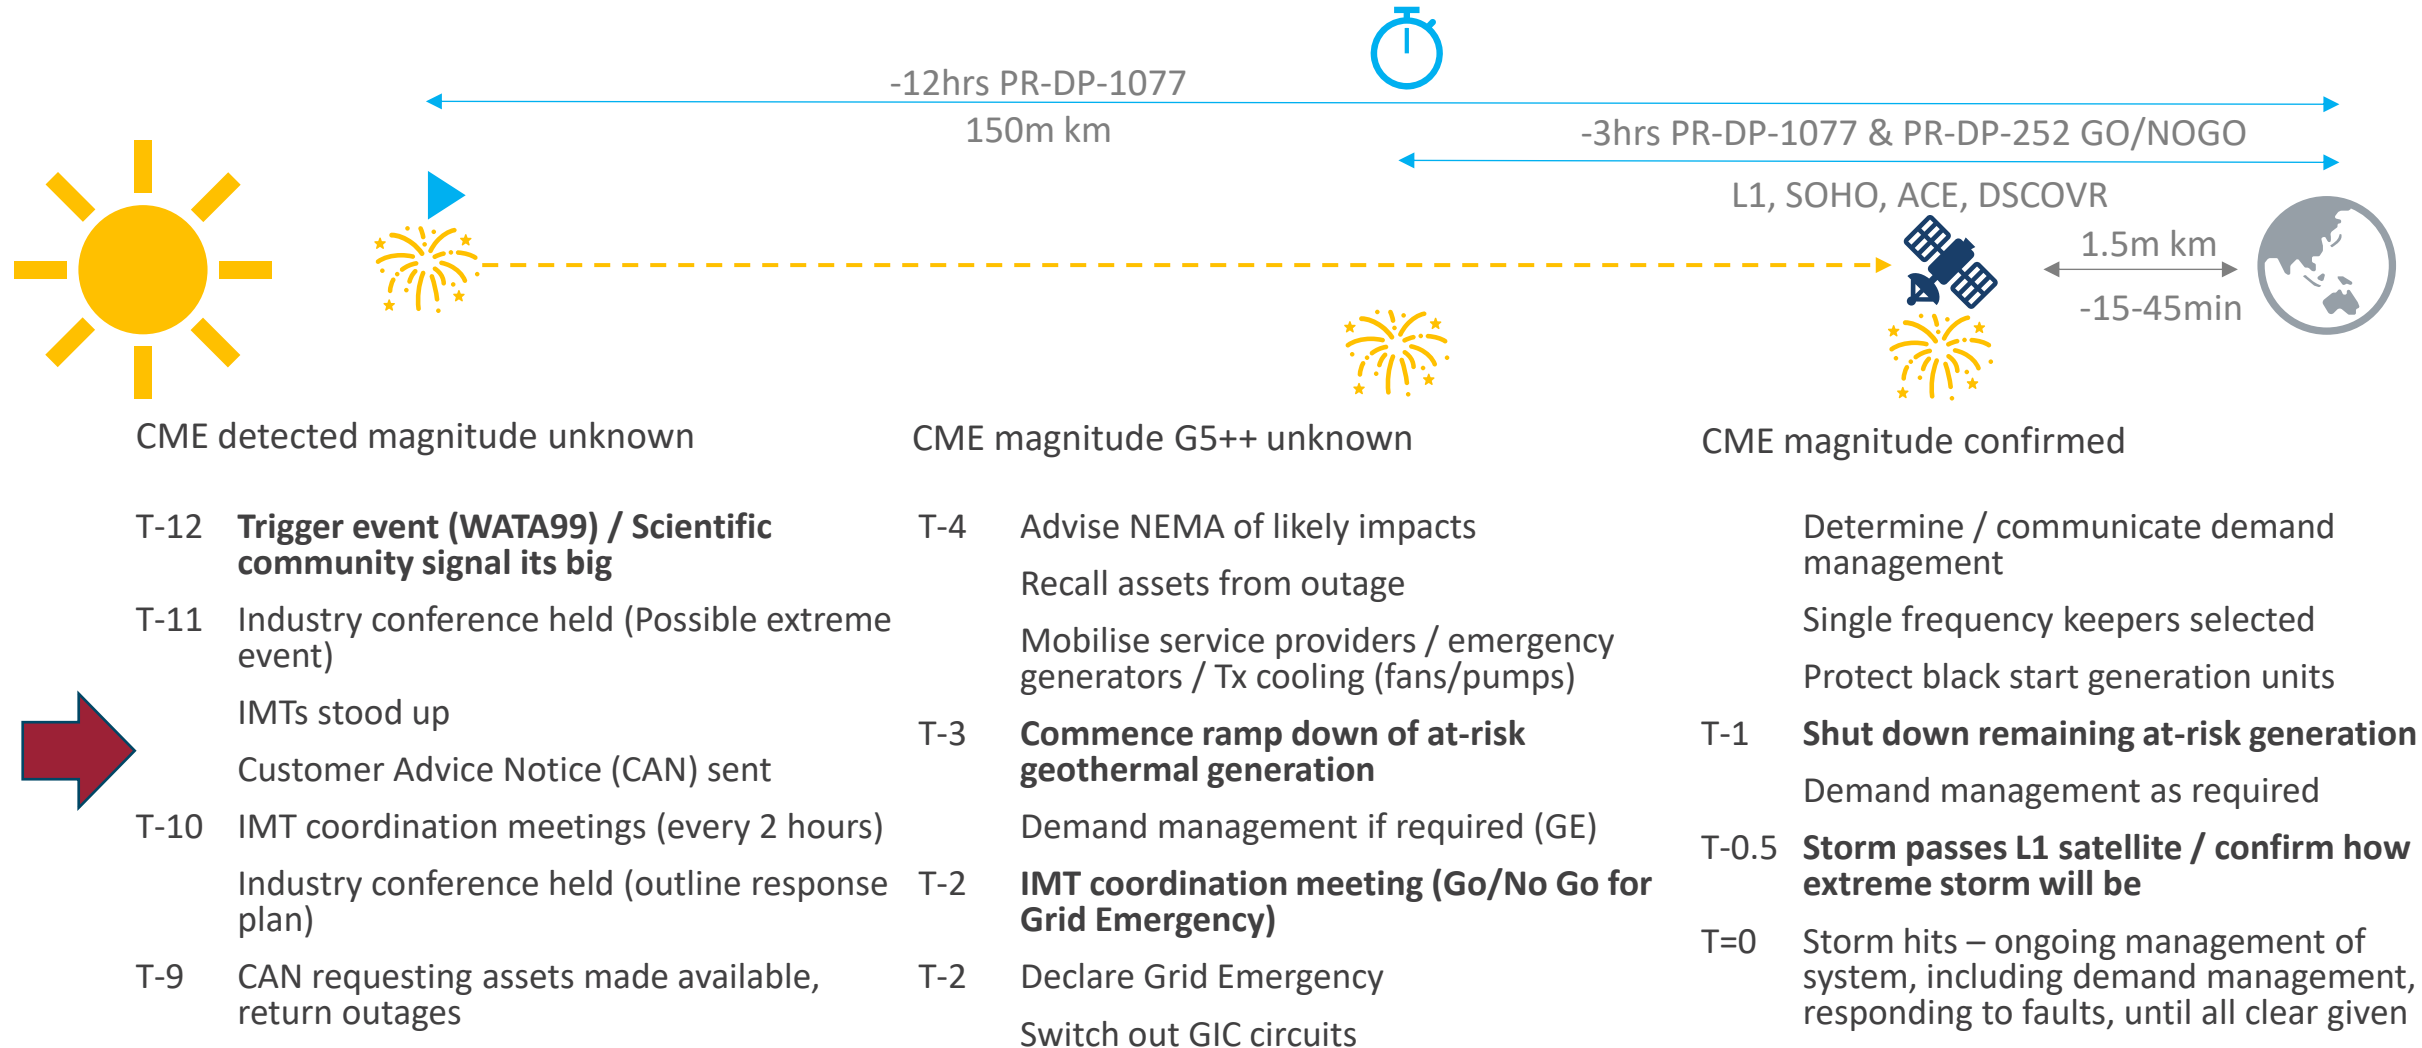 -12hrs PR-DP-1077
150m km
-3hrs PR-DP-1077 & PR-DP-252 GO/NOGO
L1, SOHO, ACE, DSCOVR
1.5m km
-15-45min
CME detected magnitude unknown
T-12 Trigger event (WATA99) / Scientific
community signal its big
T-11 Industry conference held (Possible extreme
event)
IMTs stood up
Customer Advice Notice (CAN) sent
T-10 IMT coordination meetings (every 2 hours)
Industry conference held (outline response
plan)
T-9 CAN requesting assets made available,
return outages
CME magnitude G5++ unknown
T-4 Advise NEMA of likely impacts
Recall assets from outage
Mobilise service providers / emergency
generators / Tx cooling (fans/pumps)
T-3 Commence ramp down of at-risk
geothermal generation
Demand management if required (GE)
T-2 IMT coordination meeting (Go/No Go for
Grid Emergency)
T-2 Declare Grid Emergency
Switch out GIC circuits
CME magnitude confirmed
Determine / communicate demand
management
Single frequency keepers selected
Protect black start generation units
T-1 Shut down remaining at-risk generation
Demand management as required
T-0.5 Storm passes L1 satellite / confirm how
extreme storm will be
T=0 Storm hits – ongoing management of
system, including demand management,
responding to faults, until all clear given